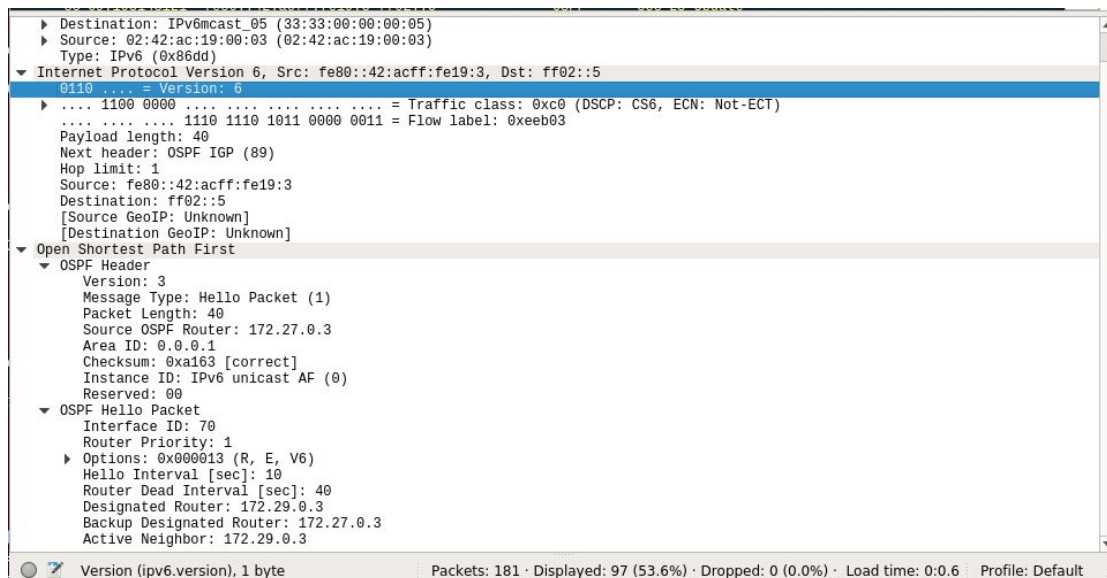 Destination: IPv6mcast_05 (33:33:00:00:00:05)
Source: 02:42:ac:19:00:03 (02:42:ac:19:00:03)
Type: IPv6 (0x86dd)
Internet Protocol Version 6, Src: fe80::42:acff:fe19:3, Dst: ff02::5
0110 .... = Version: 6
.... 1100 0000 .... .... .... .... .... = Traffic class: 0xc0 (DSCP: CS6, ECN: Not-ECT)
.... .... .... 1110 1110 1011 0000 0011 = Flow label: 0xeeb03
Payload length: 40
Next header: OSPF IGP (89)
Hop limit: 1
Source: fe80::42:acff:fe19:3
Destination: ff02::5
[Source GeoIP: Unknown]
[Destination GeoIP: Unknown]
Open Shortest Path First
OSPF Header
Version: 3
Message Type: Hello Packet (1)
Packet Length: 40
Source OSPF Router: 172.27.0.3
Area ID: 0.0.0.1
Checksum: 0xa163 [correct]
Instance ID: IPv6 unicast AF (0)
Reserved: 00
OSPF Hello Packet
Interface ID: 70
Router Priority: 1
Options: 0x000013 (R, E, V6)
Hello Interval [sec]: 10
Router Dead Interval [sec]: 40
Designated Router: 172.29.0.3
Backup Designated Router: 172.27.0.3
Active Neighbor: 172.29.0.3
Version (ipv6.version), 1 byte Packets: 181 · Displayed: 97 (53.6%) · Dropped: 0 (0.0%) · Load time: 0:0.6 Profile: Default